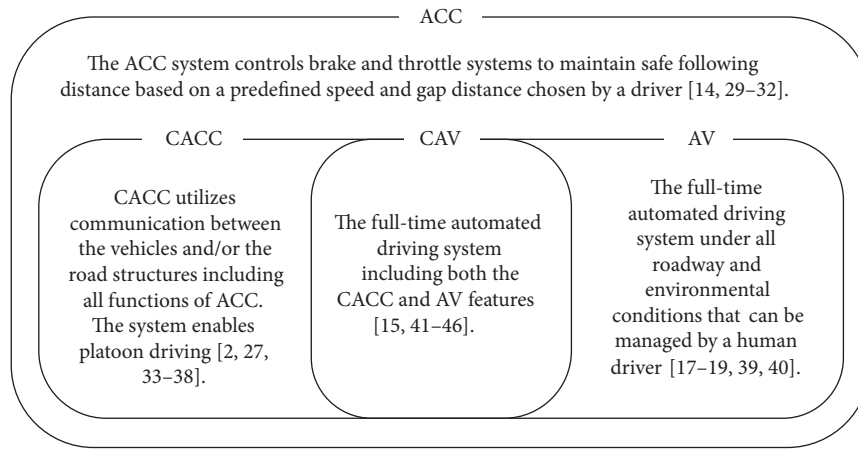 ACC
The ACC system controls brake and throttle systems to maintain safe following
distance based on a predefined speed and gap distance chosen by a driver [14, 29–32].
CACC
CACC utilizes
communication between
the vehicles and/or the
road structures including
all functions of ACC.
The system enables
platoon driving [2, 27,
33–38].
CAV
The full-time automated
driving system
including both the
CACC and AV features
[15, 41–46].
AV
The full-time
automated driving
system under all
roadway and
environmental
conditions that can be
managed by a human
driver [17–19, 39, 40].